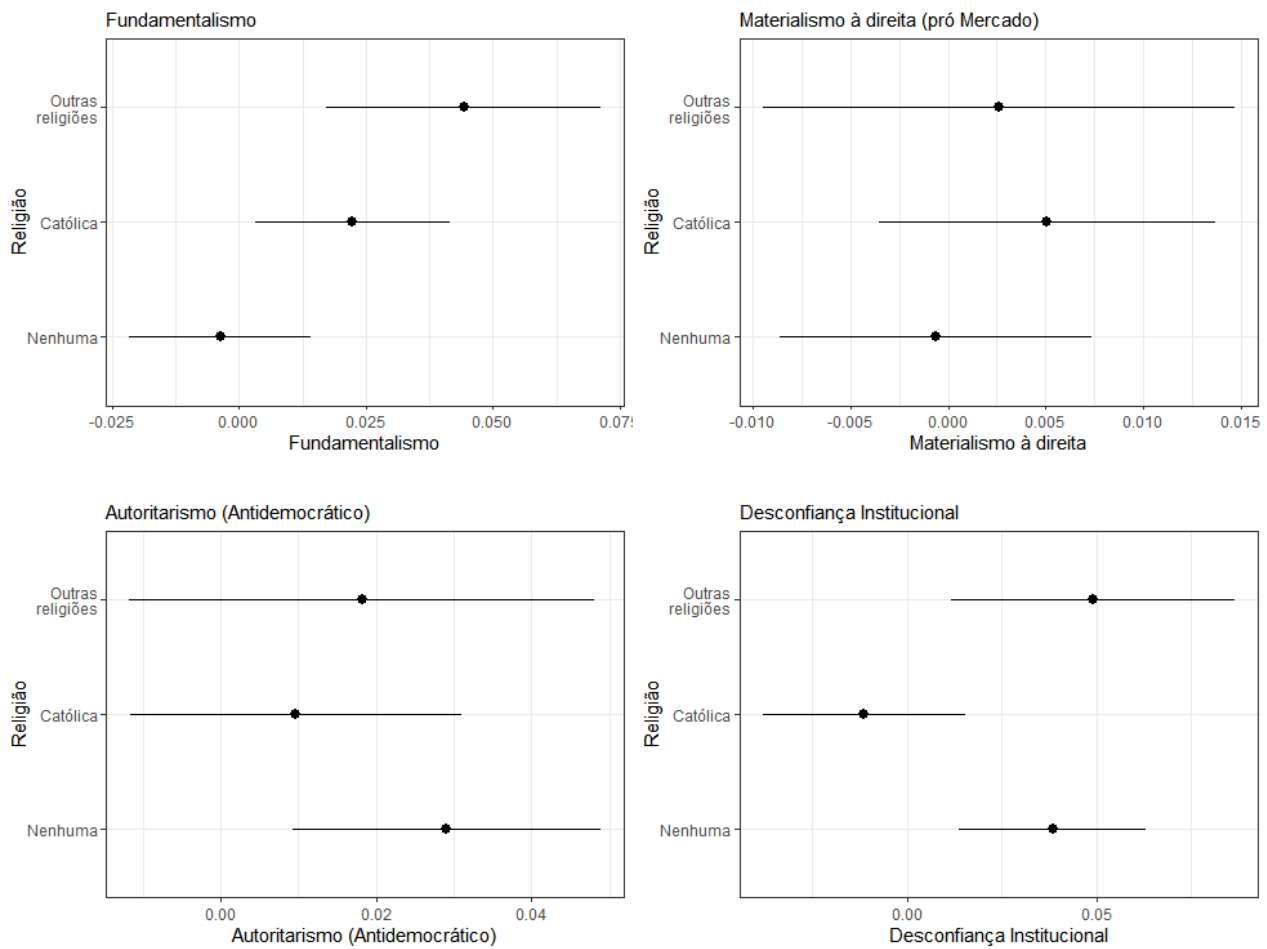 Fundamentalismo
Outras
religiões
Católica
Nenhuma
Religião
-0.025 0.000 0.025 0.050 0.075
Fundamentalismo
Materialismo à direita (pró Mercado)
Outras
religiões
Católica
Nenhuma
Religião
-0.010 -0.005 0.000 0.005 0.010 0.015
Materialismo à direita
Autoritarismo (Antidemocrático)
Outras
religiões
Católica
Nenhuma
Religião
0.00 0.02 0.04
Autoritarismo (Antidemocrático)
Desconfiança Institucional
Outras
religiões
Católica
Nenhuma
Religião
0.00 0.05
Desconfiança Institucional